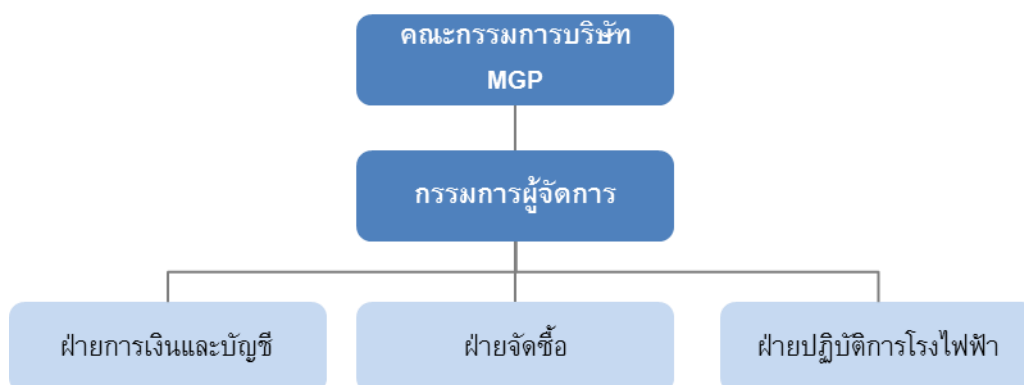 คณะกรรมการบริษัท
MGP
กรรมการผู้จัดการ
ฝ่ายการเงินและบัญชี
ฝ่ายจัดซื้อ
ฝ่ายปฏิบัติการโรงไฟฟ้า